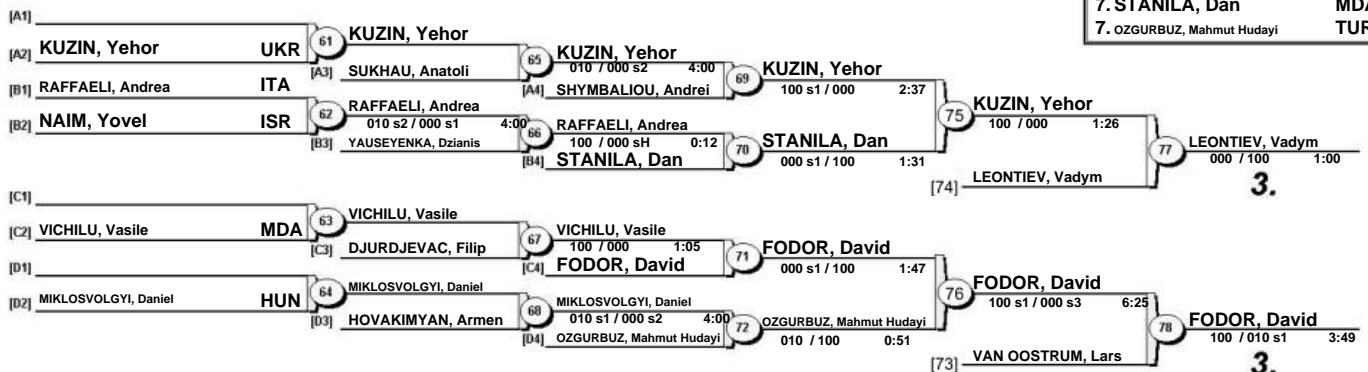 7. STANILA, Dan MDA
7. OZGURBUZ, Mahmut Hudayi TUR
[A1]
[A2] KUZIN, Yehor UKR
61
KUZIN, Yehor
[A3] SUKHAU, Anatoli
65
KUZIN, Yehor
010 / 000 s2 4:00
[A4] SHYMBALIOU, Andrei
69
KUZIN, Yehor
100 s1 / 000 2:37
[B1] RAFFAELI, Andrea ITA
[B2] NAIM, Yovel ISR
62
RAFFAELI, Andrea
010 s2 / 000 s1 4:00
[B3] YAUSEYENKA, Dzianis
66
RAFFAELI, Andrea
100 / 000 sH 0:12
[B4] STANILA, Dan
70
STANILA, Dan
000 s1 / 100 1:31
75
KUZIN, Yehor
100 / 000 1:26
[74] LEONTIEV, Vadym
77
LEONTIEV, Vadym
000 / 100 1:00
3.
[C1]
[C2] VICHILU, Vasile MDA
63
VICHILU, Vasile
[C3] DJURDJEVAC, Filip
67
VICHILU, Vasile
100 / 000 1:05
[C4] FODOR, David
71
FODOR, David
000 s1 / 100 1:47
[D1]
[D2] MIKLOSVOLGYI, Daniel HUN
64
MIKLOSVOLGYI, Daniel
[D3] HOVAKIMYAN, Armen
68
MIKLOSVOLGYI, Daniel
010 s1 / 000 s2 4:00
[D4] OZGURBUZ, Mahmut Hudayi
72
OZGURBUZ, Mahmut Hudayi
010 / 100 0:51
76
FODOR, David
100 s1 / 000 s3 6:25
[73] VAN OOSTRUM, Lars
78
FODOR, David
100 / 010 s1 3:49
3.